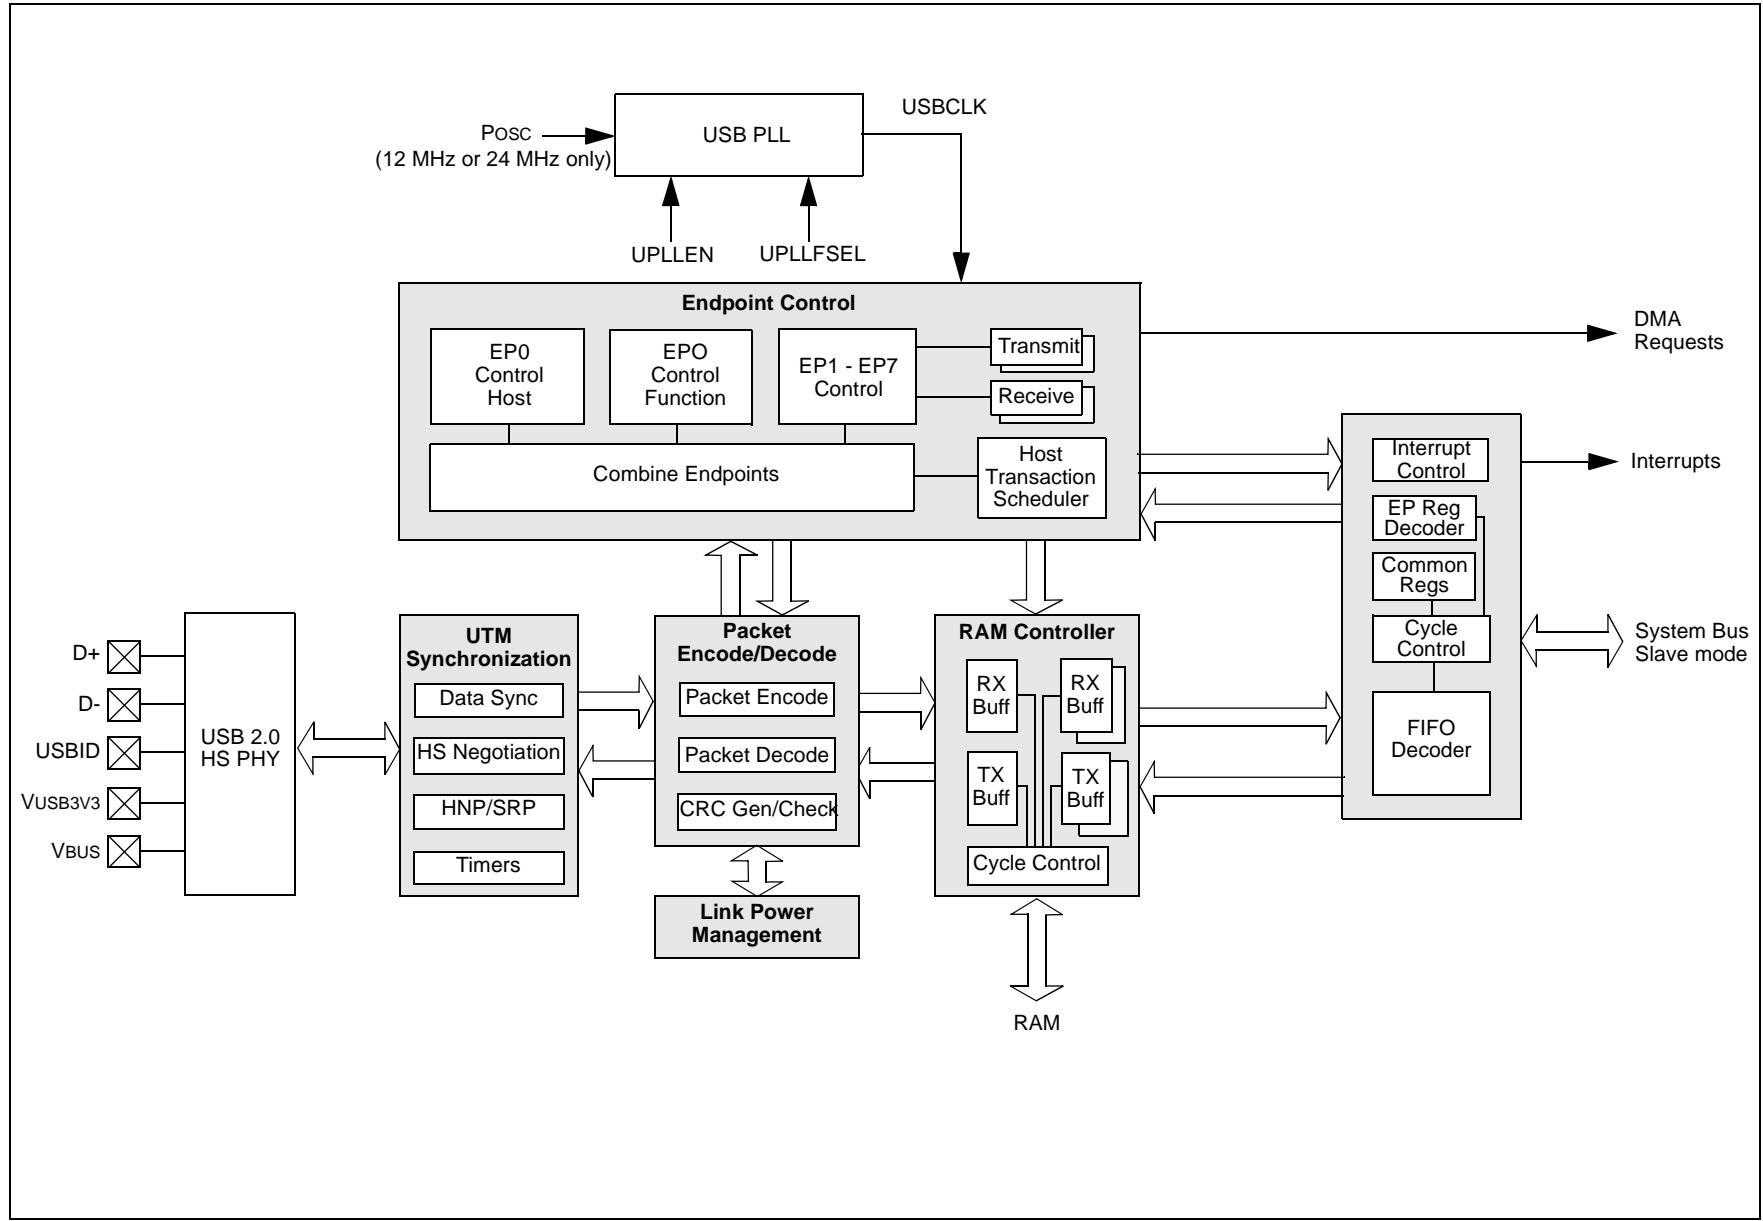 USBCLK
POSC
(12 MHz or 24 MHz only)
USB PLL
UPLLEN
UPLLFSEL
Endpoint Control
EP0
Control
Host
EPO
Control
Function
EP1 - EP7
Control
Transmit
Receive
Combine Endpoints
Host
Transaction
Scheduler
DMA
Requests
Interrupt
Control
Interrupts
EP Reg
Decoder
Common
Regs
Cycle
Control
FIFO
Decoder
System Bus
Slave mode
D+
D-
USBID
VUSB3V3
VBUS
USB 2.0
HS PHY
UTM
Synchronization
Data Sync
HS Negotiation
HNP/SRP
Timers
Packet
Encode/Decode
Packet Encode
Packet Decode
CRC Gen/Check
Link Power
Management
RAM Controller
RX
Buff
RX
Buff
TX
Buff
TX
Buff
Cycle Control
RAM